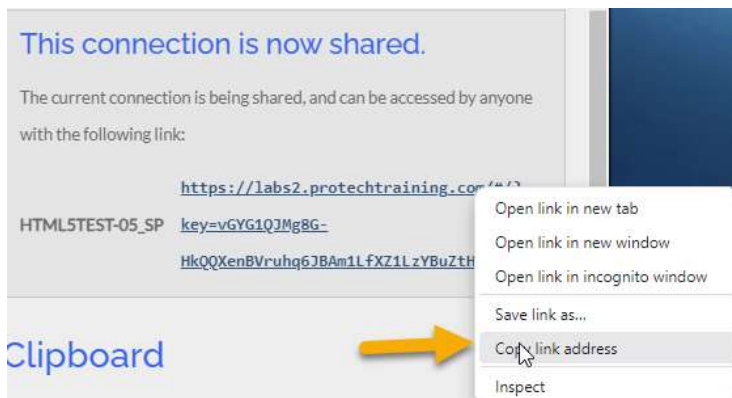 This connection is now shared.
The current connection is being shared, and can be accessed by anyone
with the following link:
https://labs2.protechtraining.com/#/?
HTML5TEST-05_SP key=vGYG1QJMg8G-
HkQQXenBVruhq6JBAm1LfXZ1LzYBuZtH
Open link in new tab
Open link in new window
Open link in incognito window
Save link as...
Copy link address
Inspect
Clipboard